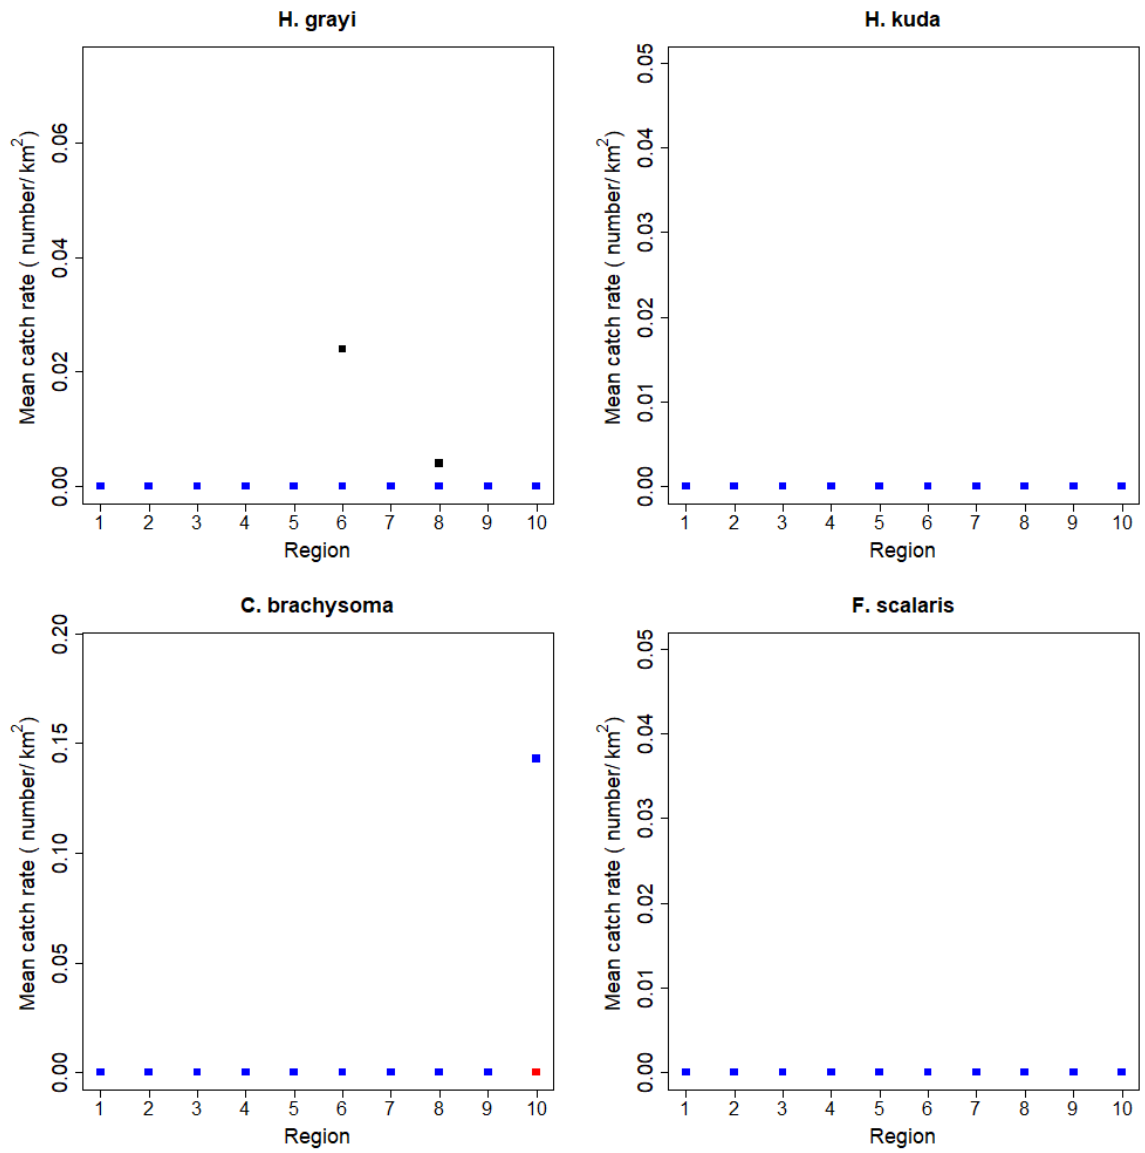 H. grayi
Mean catch rate ( number/ km²)
0.06
0.04
0.02
0.00
1 2 3 4 5 6 7 8 9 10
Region
H. kuda
Mean catch rate ( number/ km²)
0.05
0.04
0.03
0.02
0.01
0.00
1 2 3 4 5 6 7 8 9 10
Region
C. brachysoma
Mean catch rate ( number/ km²)
0.20
0.15
0.10
0.05
0.00
1 2 3 4 5 6 7 8 9 10
Region
F. scalaris
Mean catch rate ( number/ km²)
0.05
0.04
0.03
0.02
0.01
0.00
1 2 3 4 5 6 7 8 9 10
Region